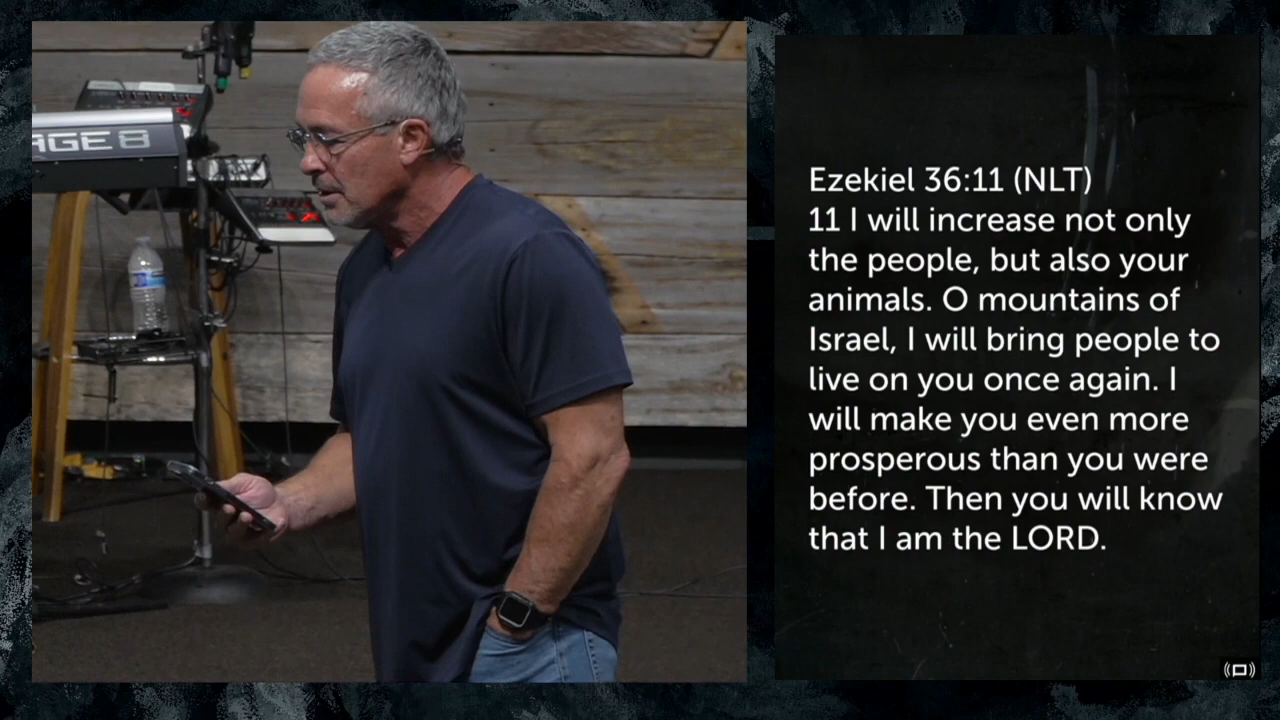 AGE 8
Ezekiel 36:11 (NLT)
11 I will increase not only
the people, but also your
animals. O mountains of
Israel, I will bring people to
live on you once again. I
will make you even more
prosperous than you were
before. Then you will know
that I am the LORD.